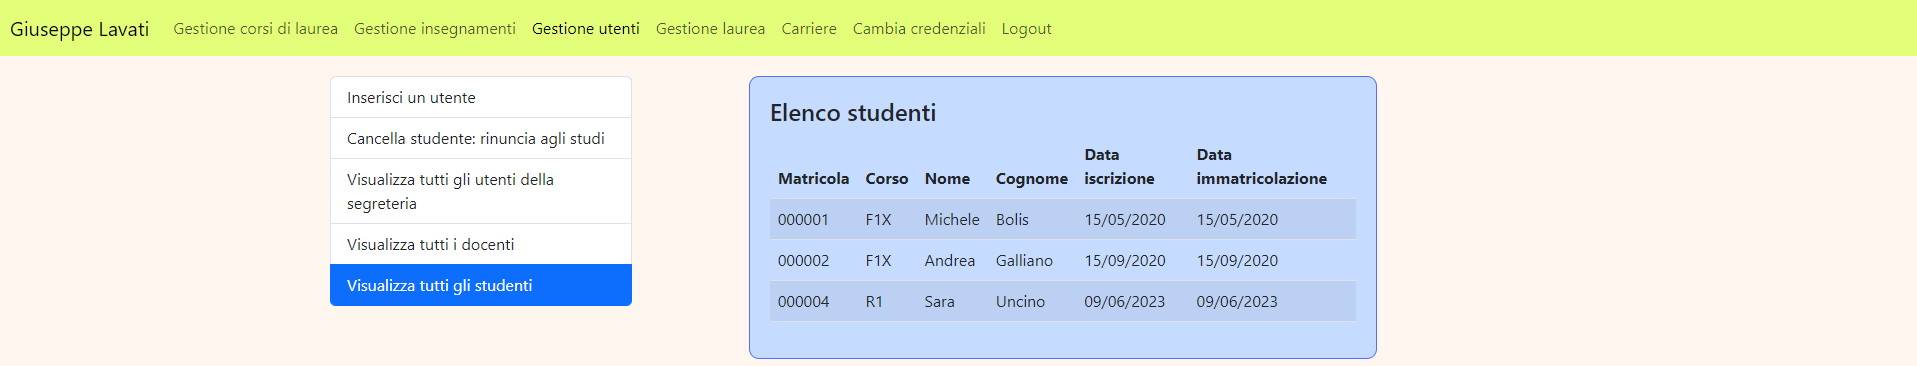 Giuseppe Lavati Gestione corsi di laurea Gestione insegnamenti Gestione utenti Gestione laurea Carriere Cambia credenziali Logout
Inserisci un utente
Cancella studente: rinuncia agli studi
Visualizza tutti gli utenti della
segreteria
Visualizza tutti i docenti
Visualizza tutti gli studenti
Elenco studenti
Matricola Corso Nome Cognome Data iscrizione Data immatricolazione
000001 F1X Michele Bolis 15/05/2020 15/05/2020
000002 F1X Andrea Galliano 15/09/2020 15/09/2020
000004 R1 Sara Uncino 09/06/2023 09/06/2023